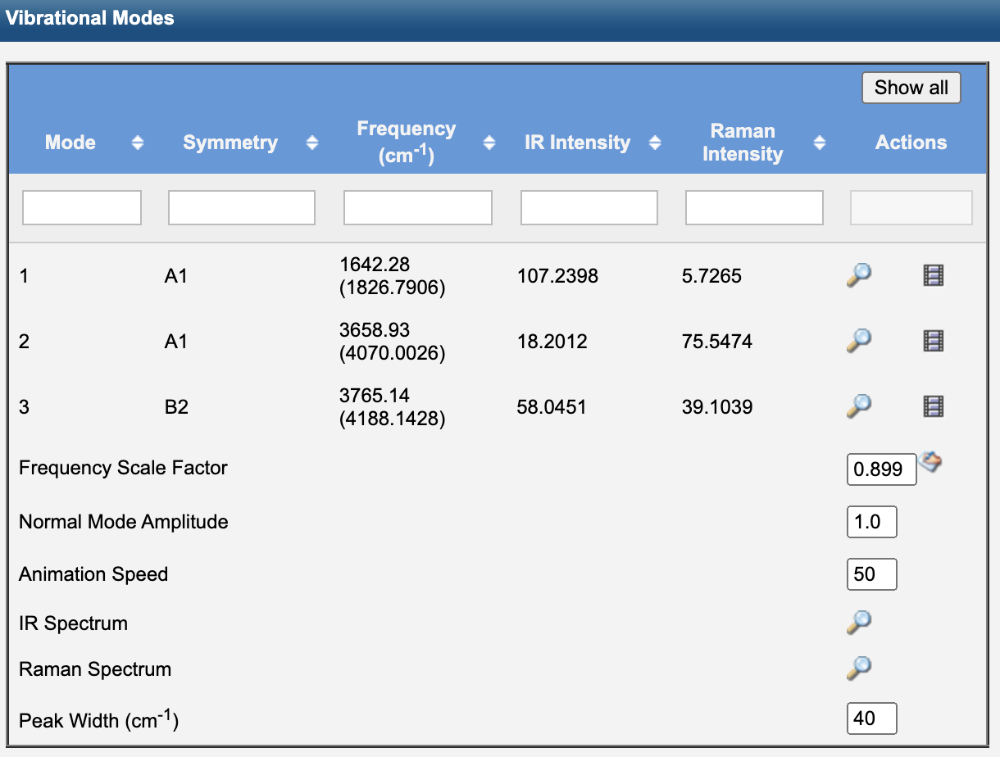 Vibrational Modes
Show all
Mode Symmetry Frequency (cm⁻¹) IR Intensity Raman Intensity Actions
1 A1 1642.28 (1826.7906) 107.2398 5.7265
2 A1 3658.93 (4070.0026) 18.2012 75.5474
3 B2 3765.14 (4188.1428) 58.0451 39.1039
Frequency Scale Factor 0.899
Normal Mode Amplitude 1.0
Animation Speed 50
IR Spectrum
Raman Spectrum
Peak Width (cm⁻¹) 40